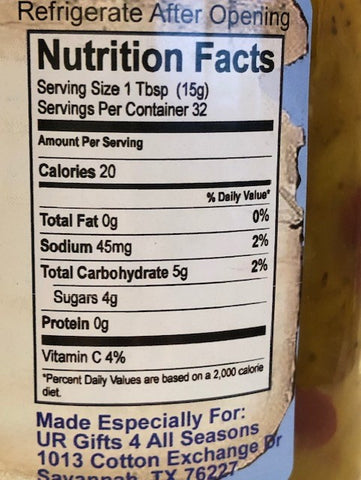 Refrigerate After Opening
Nutrition Facts
Serving Size 1 Tbsp (15g)
Servings Per Container 32
Amount Per Serving
Calories 20
% Daily Value*
Total Fat 0g 0%
Sodium 45mg 2%
Total Carbohydrate 5g 2%
Sugars 4g
Protein 0g
Vitamin C 4%
*Percent Daily Values are based on a 2,000 calorie
diet.
Made Especially For:
UR Gifts 4 All Seasons
1013 Cotton Exchange Dr
Savannah, TX 76227